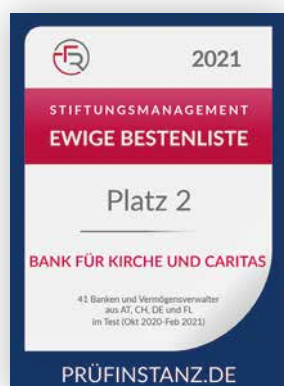 FR
2021
STIFTUNGSMANAGEMENT
EWIGE BESTENLISTE
Platz 2
BANK FÜR KIRCHE UND CARITAS
41 Banken und Vermögensverwalter
aus AT, CH, DE und FL
im Test (Okt 2020-Feb 2021)
PRÜFINSTANZ.DE